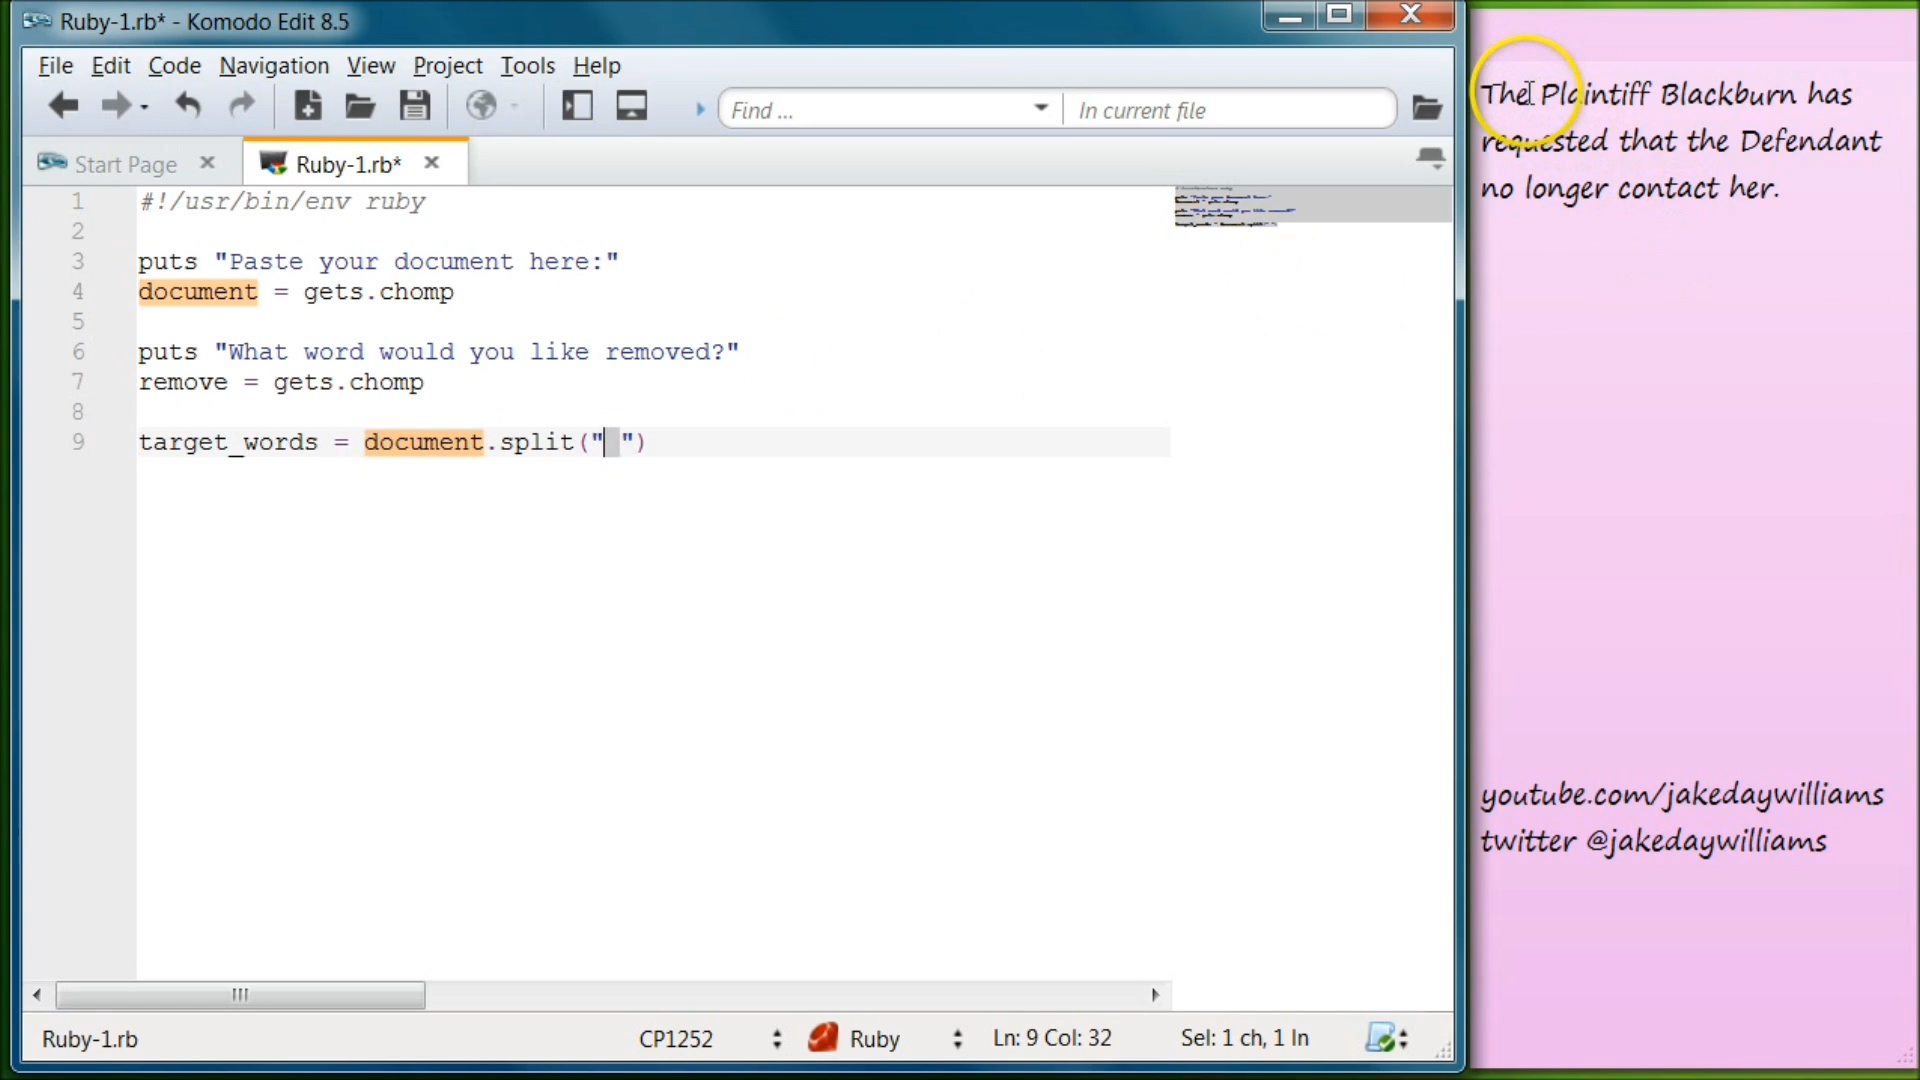 Ruby-1.rb* - Komodo Edit 8.5
File Edit Code Navigation View Project Tools Help
Find ... In current file
Start Page Ruby-1.rb*
1 #!/usr/bin/env ruby
2
3 puts "Paste your document here:"
4 document = gets.chomp
5
6 puts "What word would you like removed?"
7 remove = gets.chomp
8
9 target_words = document.split(" ")
Ruby-1.rb CP1252 Ruby Ln: 9 Col: 32 Sel: 1 ch, 1 ln
The Plaintiff Blackburn has
requested that the Defendant
no longer contact her.
youtube.com/jakedaywilliams
twitter @jakedaywilliams